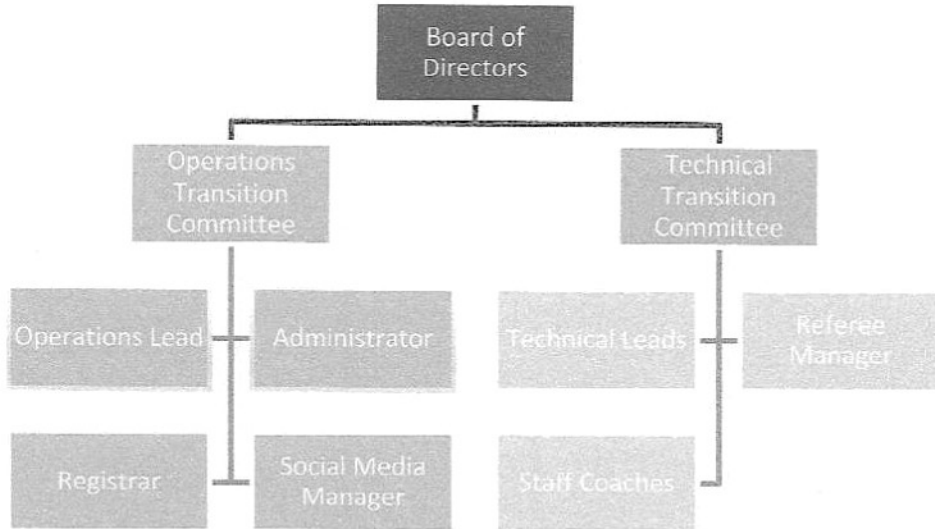 Board of
Directors
Operations
Transition
Committee
Technical
Transition
Committee
Operations Lead
Administrator
Technical Leads
Referee
Manager
Registrar
Social Media
Manager
Staff Coaches